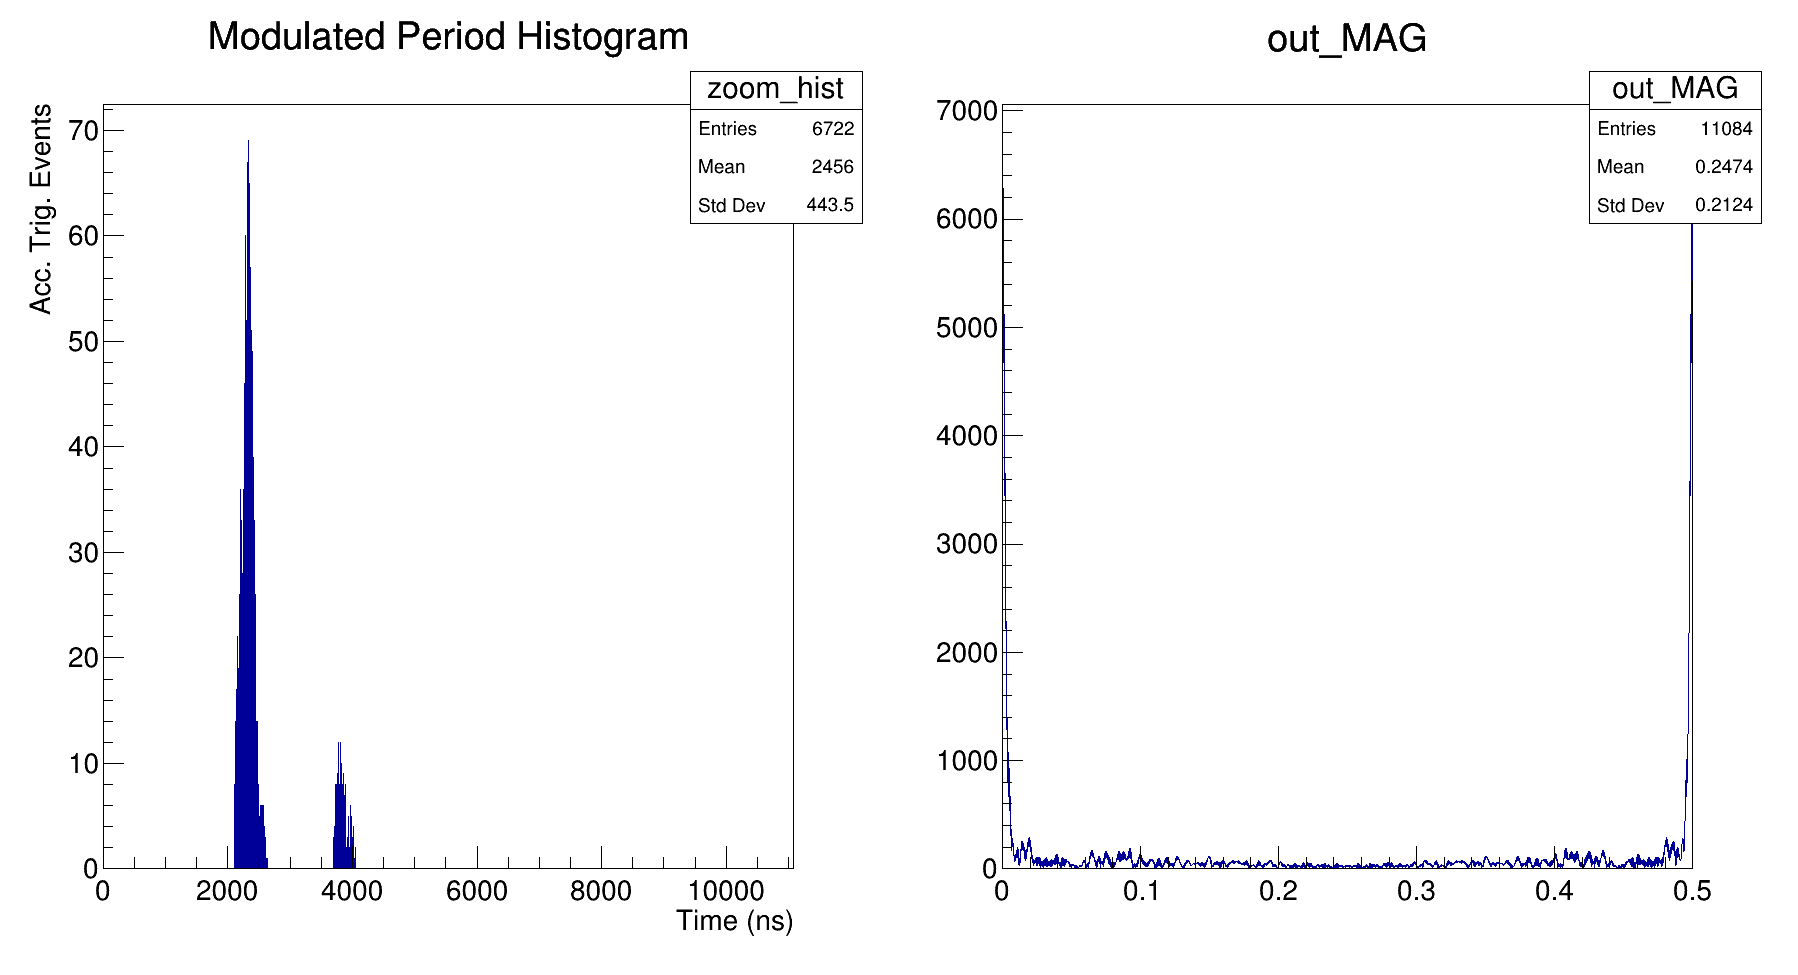 Modulated Period Histogram
zoom_hist
Entries 6722
Mean 2456
Std Dev 443.5
Acc. Trig. Events
70
60
50
40
30
20
10
0
0 2000 4000 6000 8000 10000
Time (ns)
out_MAG
out_MAG
Entries 11084
Mean 0.2474
Std Dev 0.2124
7000
6000
5000
4000
3000
2000
1000
0
0 0.1 0.2 0.3 0.4 0.5